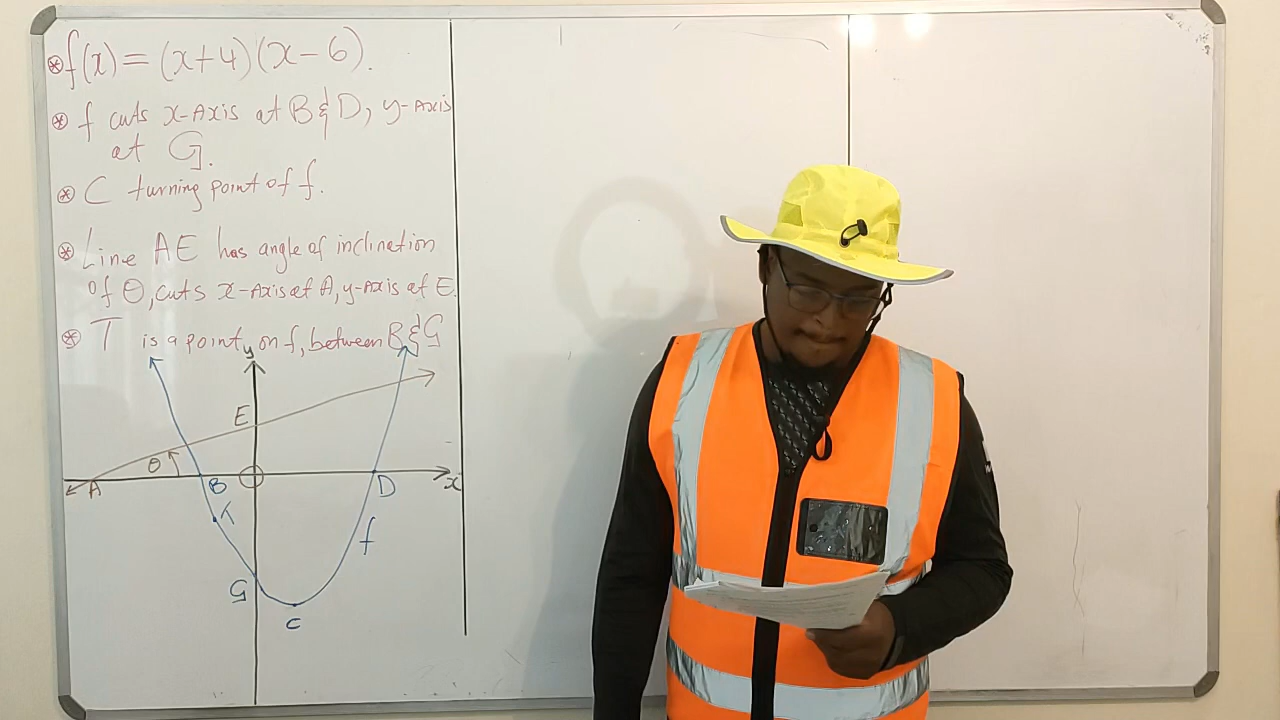 ⊛ f(x) = (x+4)(x-6).
⊛ f cuts x-Axis at B & D, y-Axis
at G.
⊛ C turning point of f.
⊛ Line AE has angle of inclination
of θ, cuts x-Axis at A, y-Axis at E.
⊛ T is a point on f, between B & G
y
E
θ
A
B
D
x
T
f
G
C